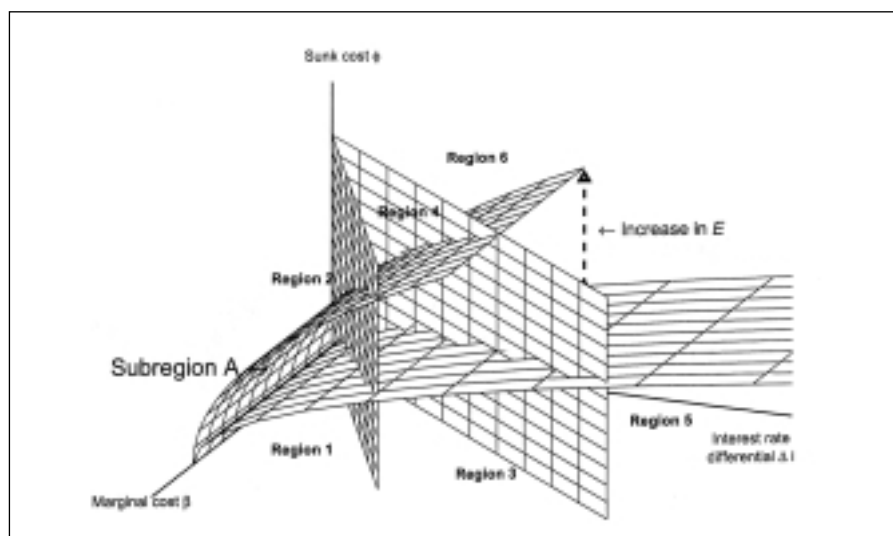 Sunk cost ϕ
Region 6
Region 4
← Increase in E
Region 2
Subregion A
Region 5
Region 1
Interest rate
differential Δ i
Region 3
Marginal cost β